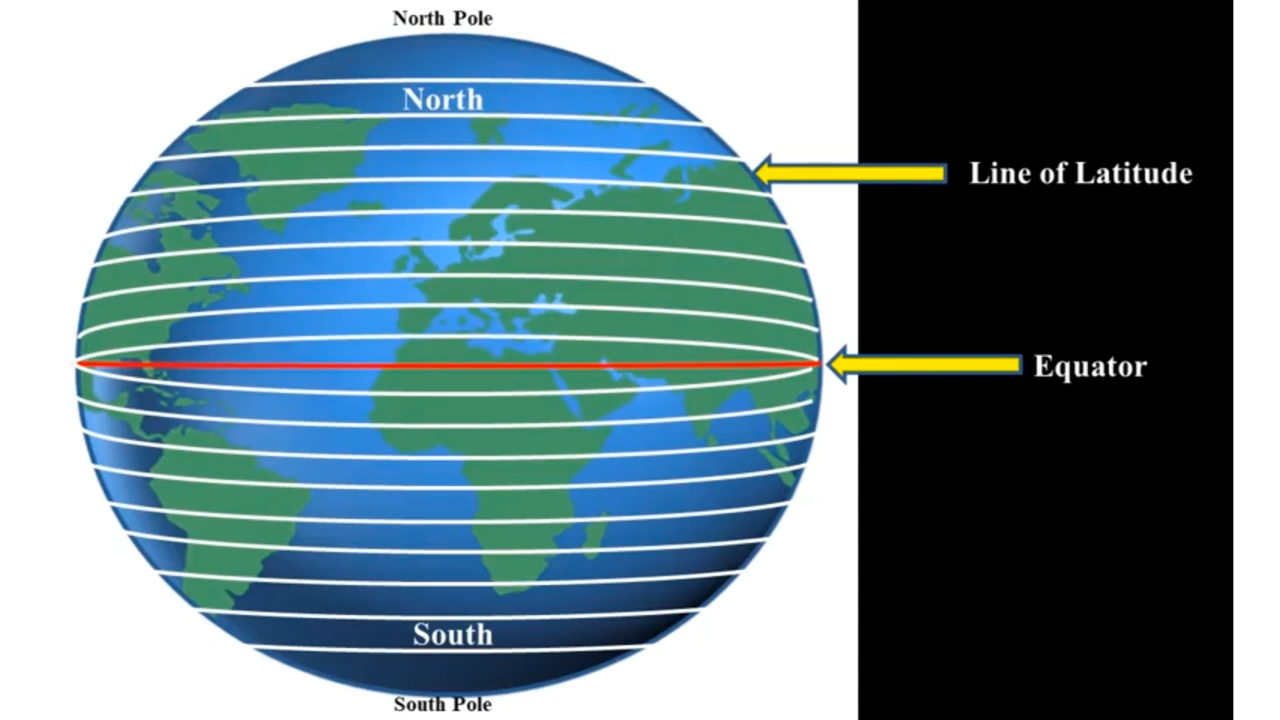 North Pole
North
Line of Latitude
Equator
South
South Pole